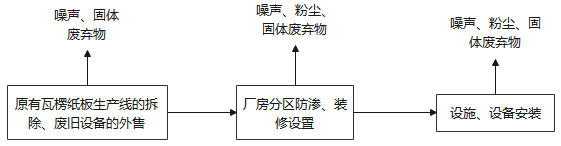 噪声、固体
废弃物
噪声、粉尘、
固体废弃物
噪声、粉尘、固
体废弃物
原有瓦楞纸板生产线的拆
除、废旧设备的外售
厂房分区防渗、装
修设置
设施、设备安装